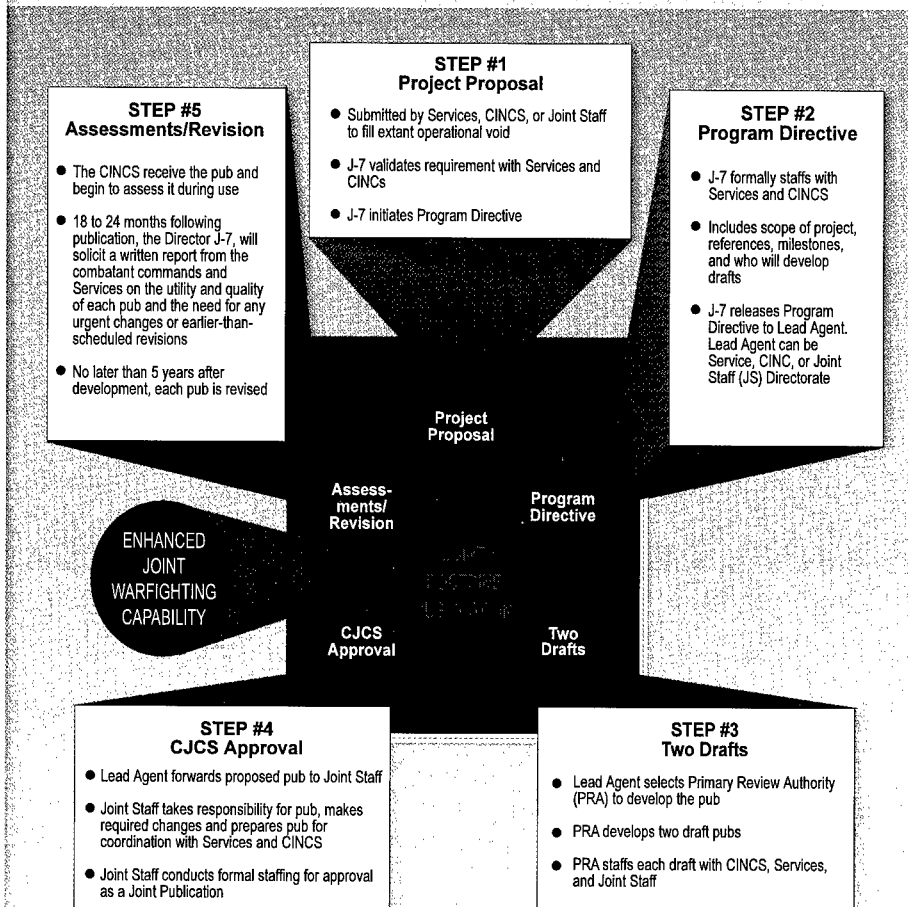 STEP #1
Project Proposal
● Submitted by Services, CINCS, or Joint Staff
to fill extant operational void
● J-7 validates requirement with Services and
CINCs
● J-7 initiates Program Directive
STEP #2
Program Directive
● J-7 formally staffs with
Services and CINCS
● Includes scope of project,
references, milestones,
and who will develop
drafts
● J-7 releases Program
Directive to Lead Agent.
Lead Agent can be
Service, CINC, or Joint
Staff (JS) Directorate
STEP #3
Two Drafts
● Lead Agent selects Primary Review Authority
(PRA) to develop the pub
● PRA develops two draft pubs
● PRA staffs each draft with CINCS, Services,
and Joint Staff
STEP #4
CJCS Approval
● Lead Agent forwards proposed pub to Joint Staff
● Joint Staff takes responsibility for pub, makes
required changes and prepares pub for
coordination with Services and CINCS
● Joint Staff conducts formal staffing for approval
as a Joint Publication
STEP #5
Assessments/Revision
● The CINCS receive the pub and
begin to assess it during use
● 18 to 24 months following
publication, the Director J-7, will
solicit a written report from the
combatant commands and
Services on the utility and quality
of each pub and the need for any
urgent changes or earlier-than-
scheduled revisions
● No later than 5 years after
development, each pub is revised
Project
Proposal
Program
Directive
Two
Drafts
CJCS
Approval
Assess-
ments/
Revision
ENHANCED
JOINT
WARFIGHTING
CAPABILITY